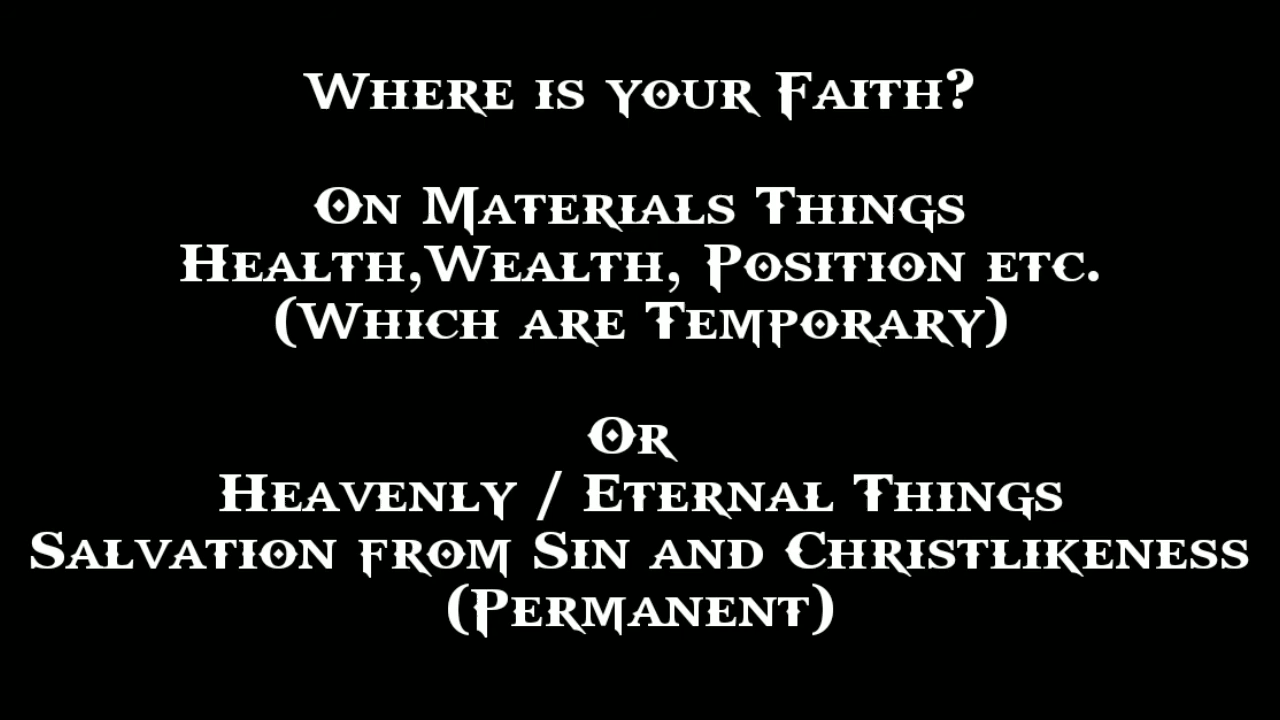 Where is your Faith?
On Materials Things
Health,Wealth, Position etc.
(Which are Temporary)
Or
Heavenly / Eternal Things
Salvation from Sin and Christlikeness
(Permanent)